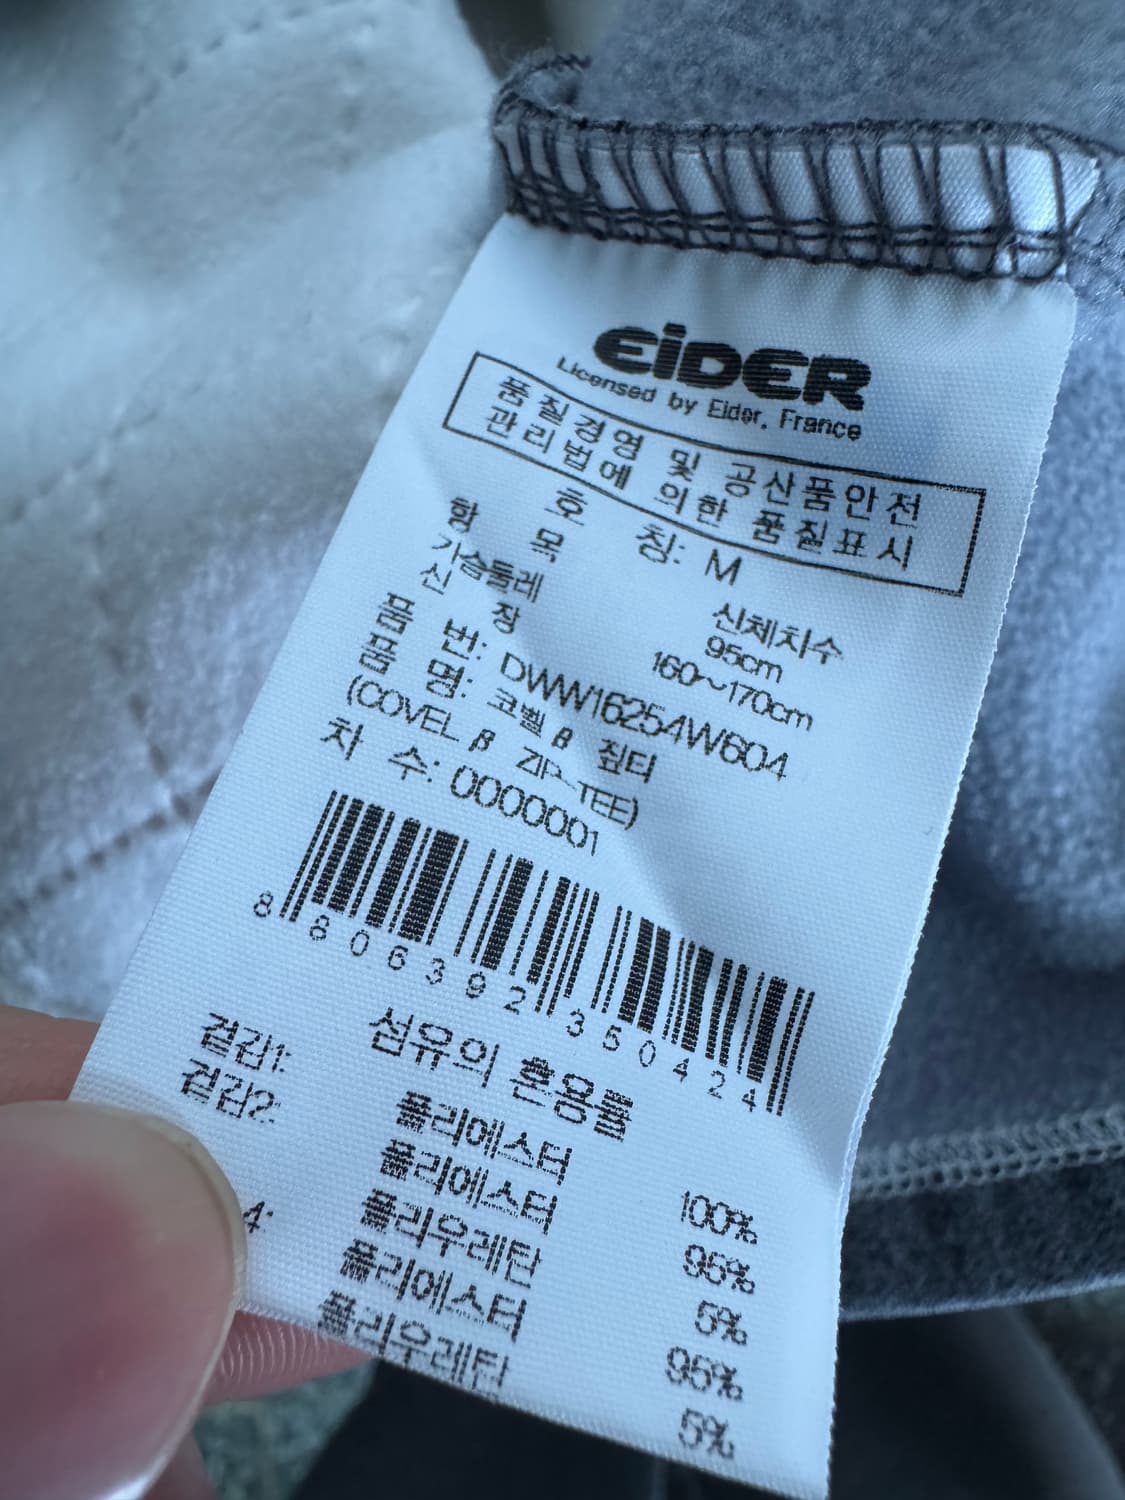 EIDER
Licensed by Eider, France
품질경영 및 공산품안전
관리법에 의한 품질표시
호 칭: M
항 목 신체치수
가슴둘레 95cm
신 장 160~170cm
품 번: DWW16254W604
품 명: 코벨 β 짚티
(COVEL β ZIP-TEE)
차 수: 0000001
8 806392 350424
섬유의 혼용률
겉감1: 폴리에스터 100%
겉감2: 폴리에스터 95%
폴리우레탄 5%
4: 폴리에스터 95%
폴리우레탄 5%